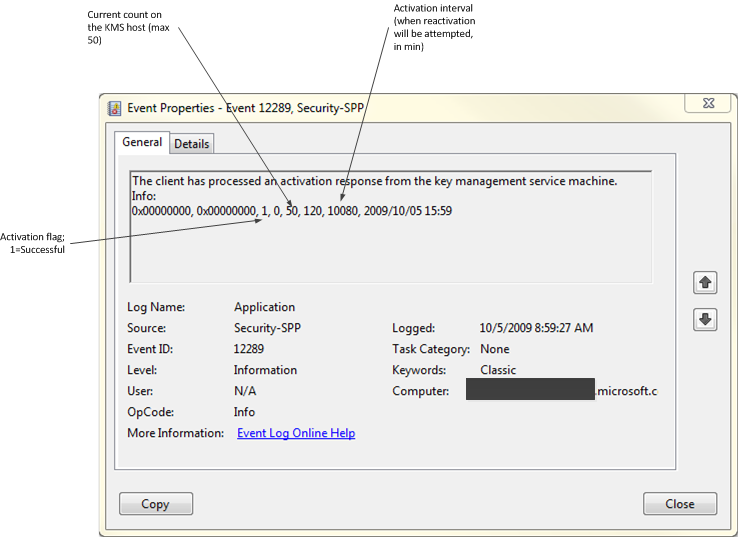 Current count on
the KMS host (max
50)
Activation interval
(when reactivation
will be attempted,
in min)
Event Properties - Event 12289, Security-SPP
General Details
The client has processed an activation response from the key management service machine.
Info:
0x00000000, 0x00000000, 1, 0, 50, 120, 10080, 2009/10/05 15:59
Activation flag;
1=Successful
Log Name: Application
Source: Security-SPP Logged: 10/5/2009 8:59:27 AM
Event ID: 12289 Task Category: None
Level: Information Keywords: Classic
User: N/A Computer: .microsoft.c
OpCode: Info
More Information: Event Log Online Help
Copy Close